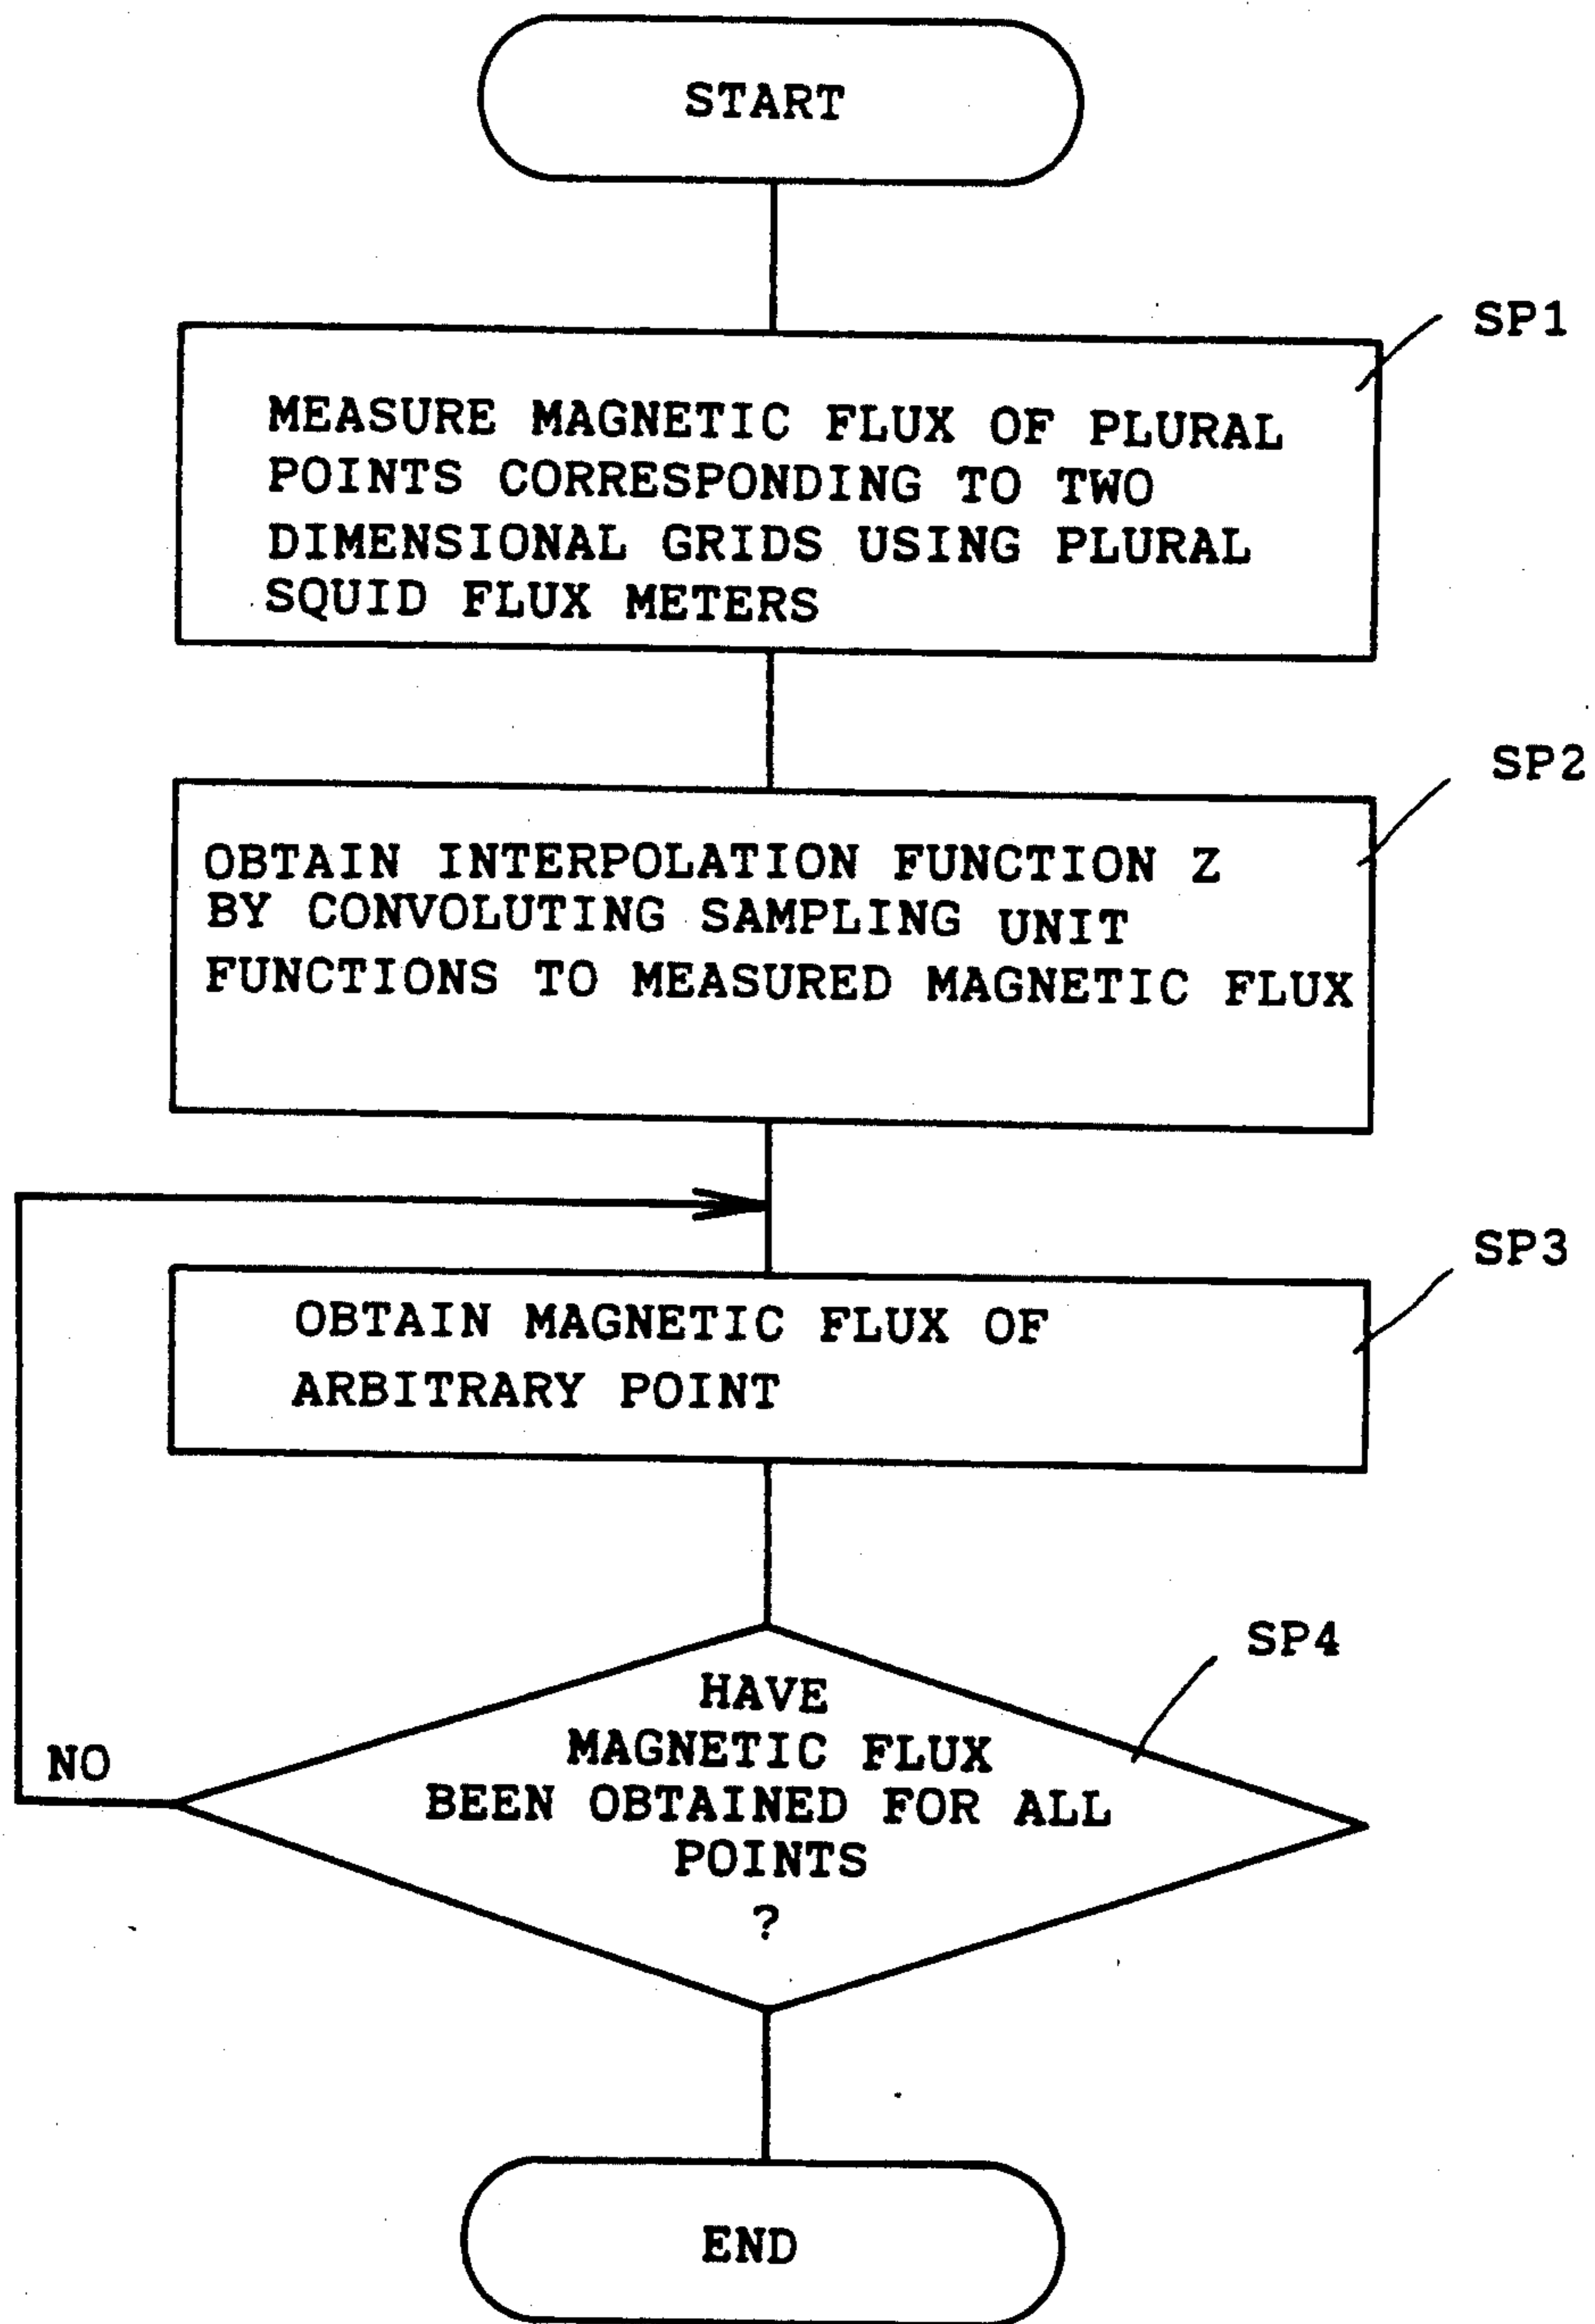 START
SP1
MEASURE MAGNETIC FLUX OF PLURAL
POINTS CORRESPONDING TO TWO
DIMENSIONAL GRIDS USING PLURAL
SQUID FLUX METERS
SP2
OBTAIN INTERPOLATION FUNCTION Z
BY CONVOLUTING SAMPLING UNIT
FUNCTIONS TO MEASURED MAGNETIC FLUX
SP3
OBTAIN MAGNETIC FLUX OF
ARBITRARY POINT
SP4
HAVE
MAGNETIC FLUX
BEEN OBTAINED FOR ALL
POINTS
?
NO
END